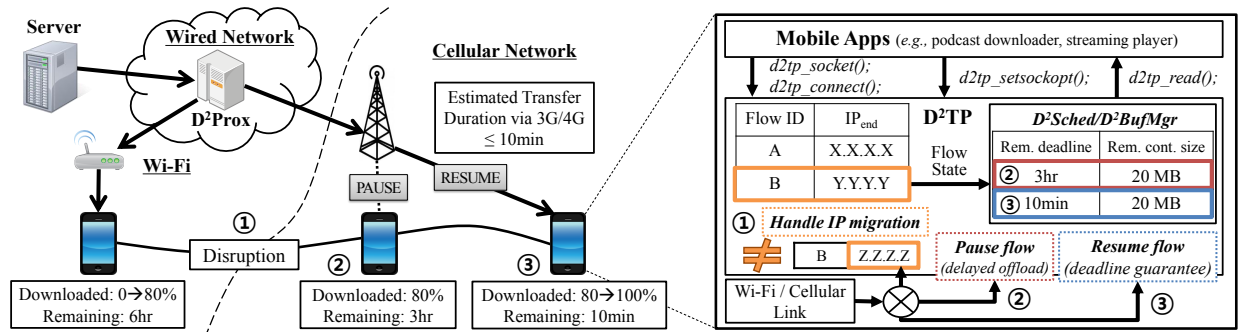 Server
Wired Network
D²Prox
Wi-Fi
Cellular Network
Estimated Transfer
Duration via 3G/4G
≤ 10min
PAUSE
RESUME
①
Disruption
②
③
Downloaded: 0→80%
Remaining: 6hr
Downloaded: 80%
Remaining: 3hr
Downloaded: 80→100%
Remaining: 10min
Mobile Apps (e.g., podcast downloader, streaming player)
d2tp_socket();
d2tp_connect();
d2tp_setsockopt();
d2tp_read();
Flow ID IPend
A X.X.X.X
B Y.Y.Y.Y
D²TP
Flow
State
D²Sched/D²BufMgr
Rem. deadline Rem. cont. size
② 3hr 20 MB
③ 10min 20 MB
① Handle IP migration
≠ B Z.Z.Z.Z
Pause flow
(delayed offload)
Resume flow
(deadline guarantee)
Wi-Fi / Cellular
Link
②
③